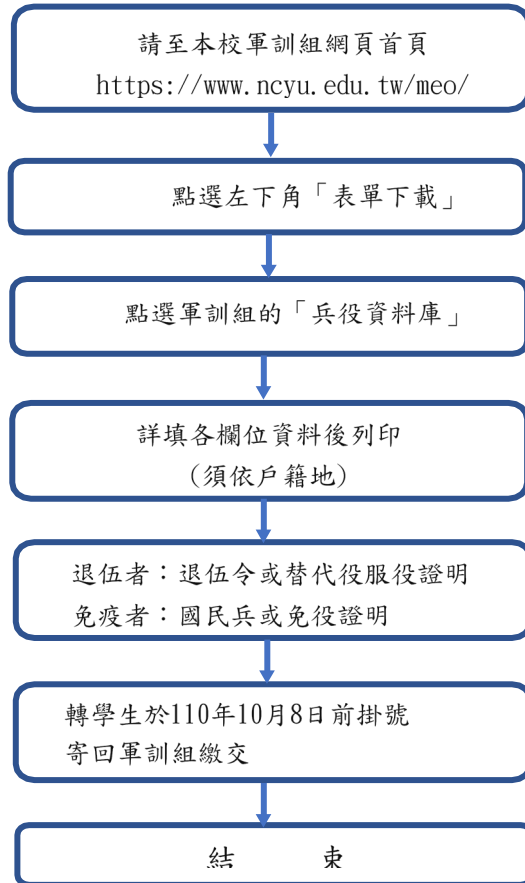 請至本校軍訓組網頁首頁
https://www.ncyu.edu.tw/meo/
點選左下角「表單下載」
點選軍訓組的「兵役資料庫」
詳填各欄位資料後列印
(須依戶籍地)
退伍者：退伍令或替代役服役證明
免疫者：國民兵或免役證明
轉學生於110年10月8日前掛號
寄回軍訓組繳交
結 束